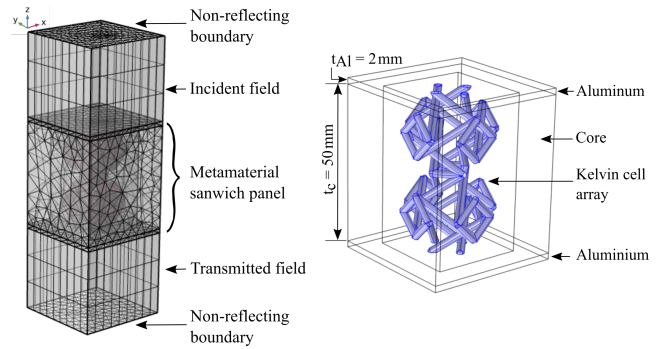 z
y
x
Non-reflecting
boundary
Incident field
Metamaterial
sanwich panel
Transmitted field
Non-reflecting
boundary
tAl = 2 mm
tc = 50 mm
Aluminum
Core
Kelvin cell
array
Aluminium